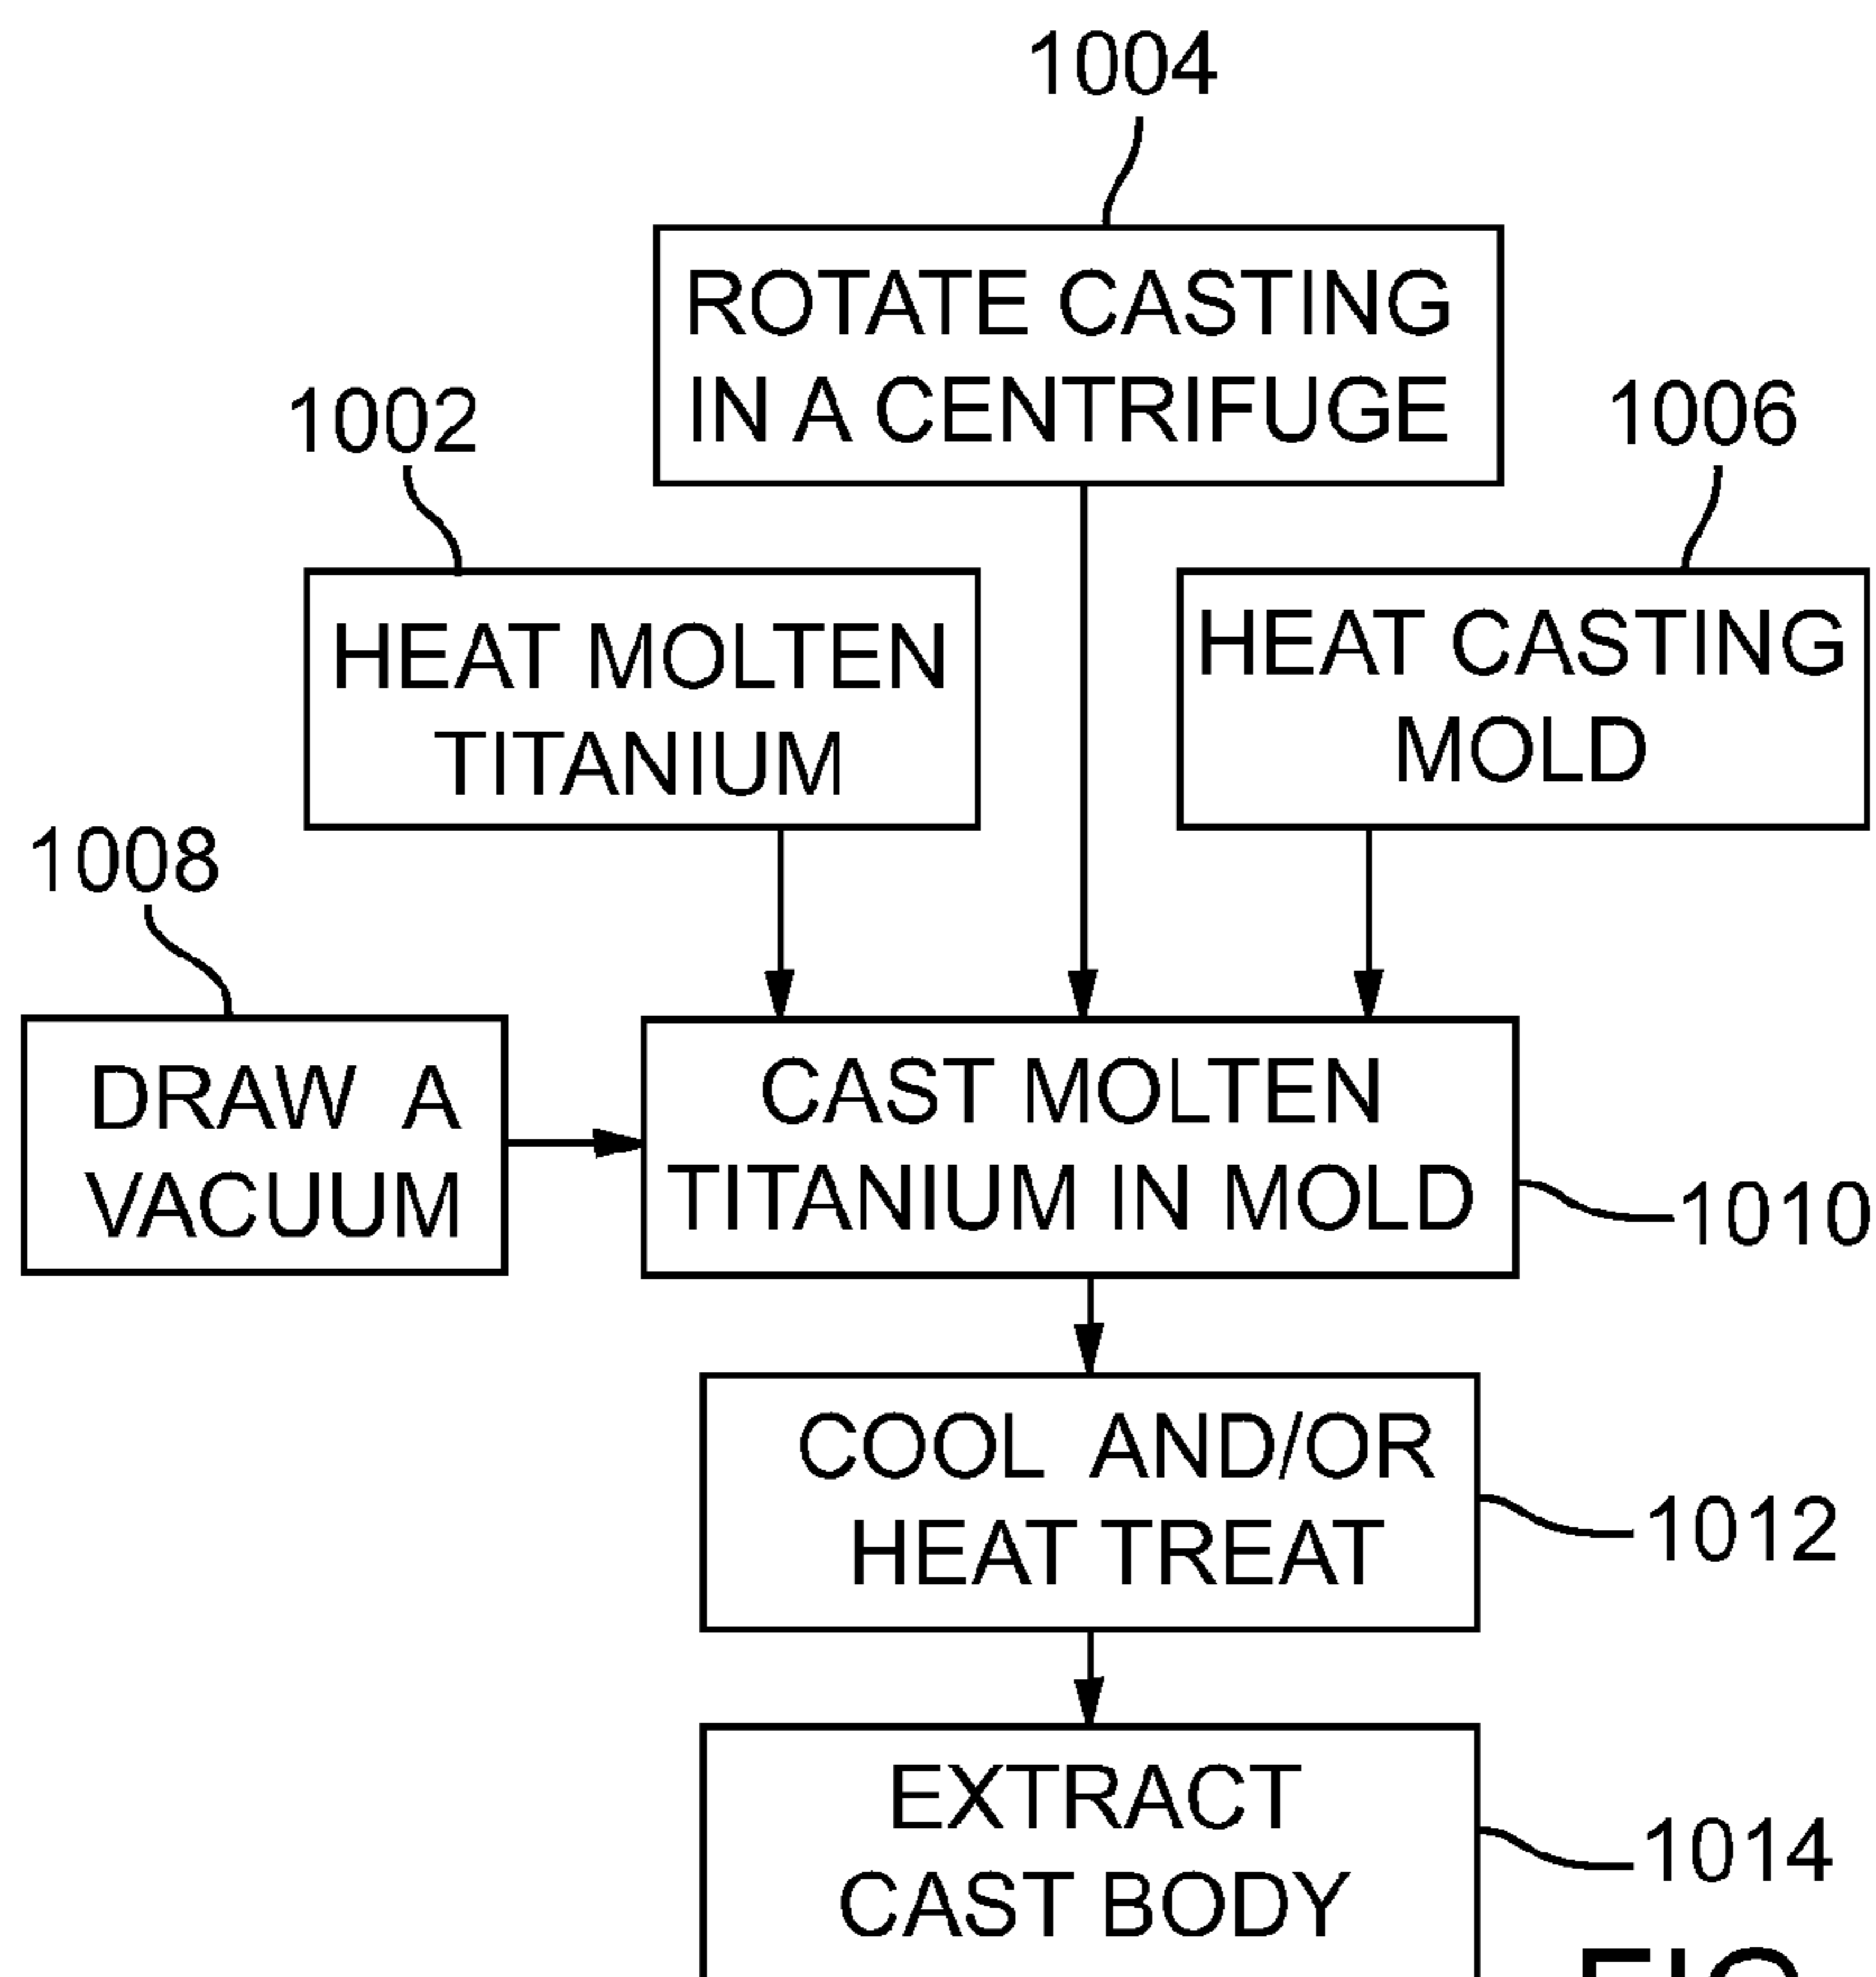 1004
ROTATE CASTING
IN A CENTRIFUGE
1002
1006
HEAT MOLTEN
TITANIUM
HEAT CASTING
MOLD
1008
DRAW A
VACUUM
CAST MOLTEN
TITANIUM IN MOLD
1010
COOL AND/OR
HEAT TREAT
1012
EXTRACT
CAST BODY
1014